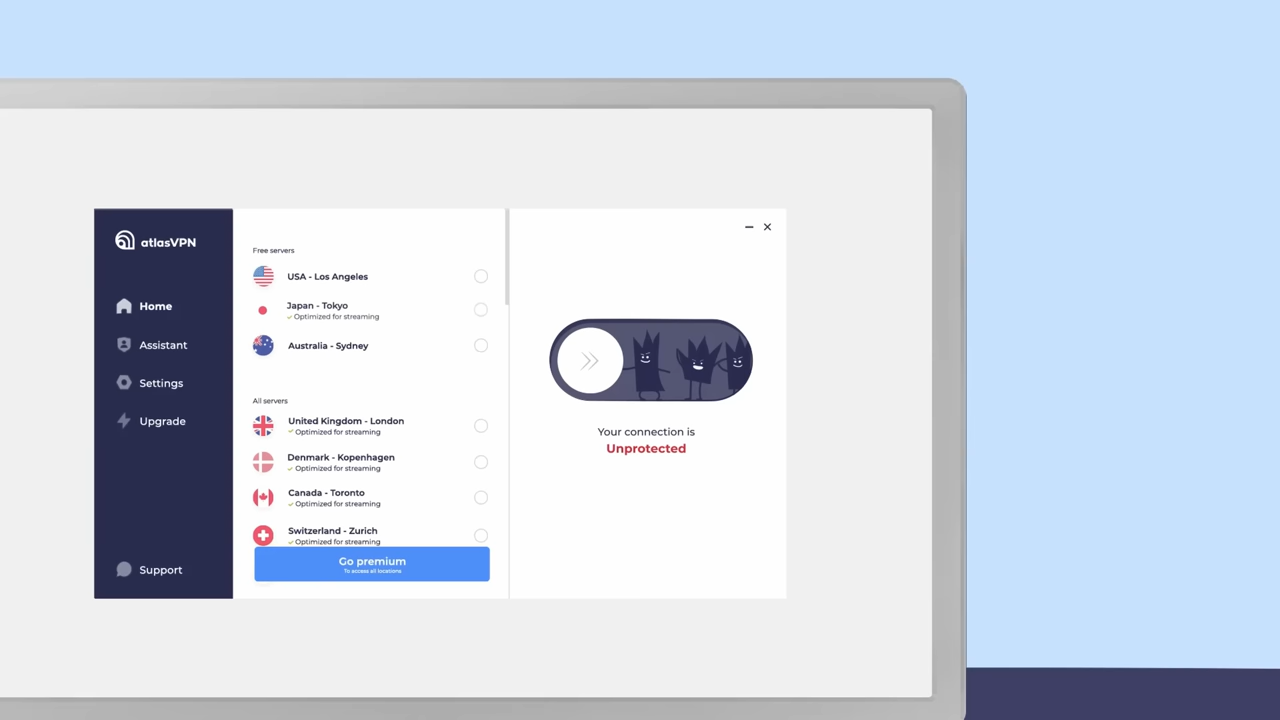 atlasVPN
Home
Assistant
Settings
Upgrade
Support
Free servers
USA - Los Angeles
Japan - Tokyo
Optimized for streaming
Australia - Sydney
All servers
United Kingdom - London
Optimized for streaming
Denmark - Kopenhagen
Optimized for streaming
Canada - Toronto
Optimized for streaming
Switzerland - Zurich
Optimized for streaming
Go premium
To access all locations
Your connection is
Unprotected